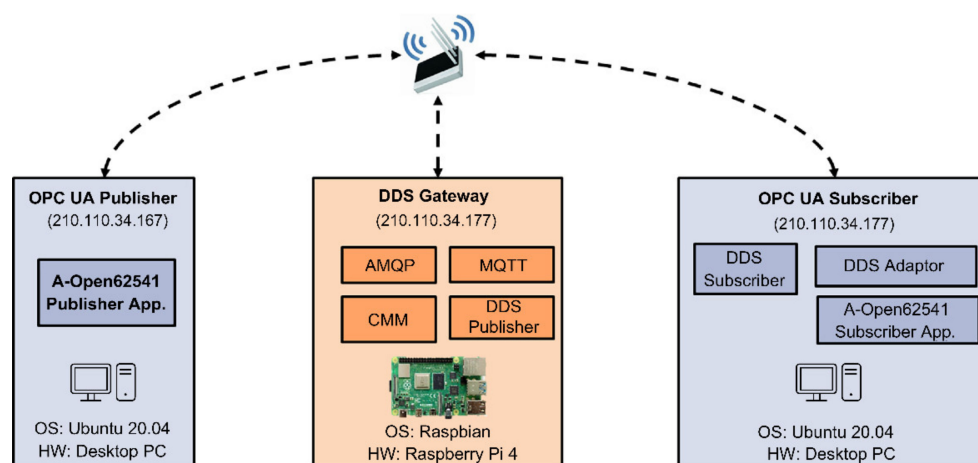 OPC UA Publisher
(210.110.34.167)
A-Open62541
Publisher App.
OS: Ubuntu 20.04
HW: Desktop PC
DDS Gateway
(210.110.34.177)
AMQP
MQTT
CMM
DDS
Publisher
OS: Raspbian
HW: Raspberry Pi 4
OPC UA Subscriber
(210.110.34.177)
DDS
Subscriber
DDS Adaptor
A-Open62541
Subscriber App.
OS: Ubuntu 20.04
HW: Desktop PC